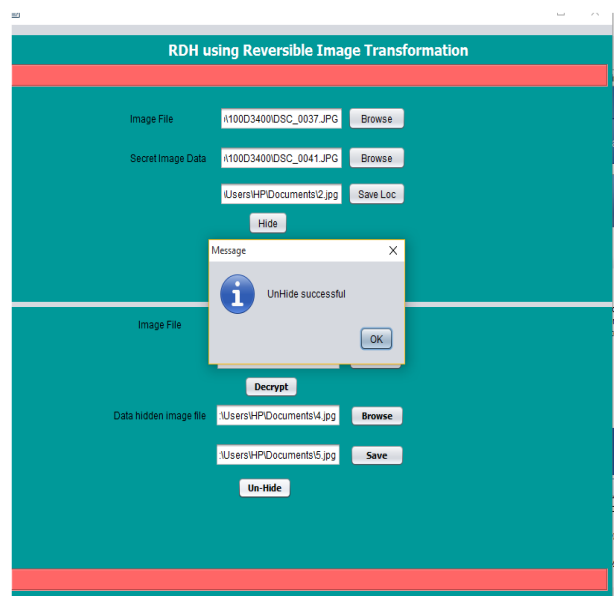 RDH using Reversible Image Transformation
Image File
i\100D3400\DSC_0037.JPG
Browse
Secret Image Data
i\100D3400\DSC_0041.JPG
Browse
\Users\HP\Documents\2.jpg
Save Loc
Hide
Message
X
UnHide successful
OK
Image File
Decrypt
Data hidden image file
:\Users\HP\Documents\4.jpg
Browse
:\Users\HP\Documents\5.jpg
Save
Un-Hide